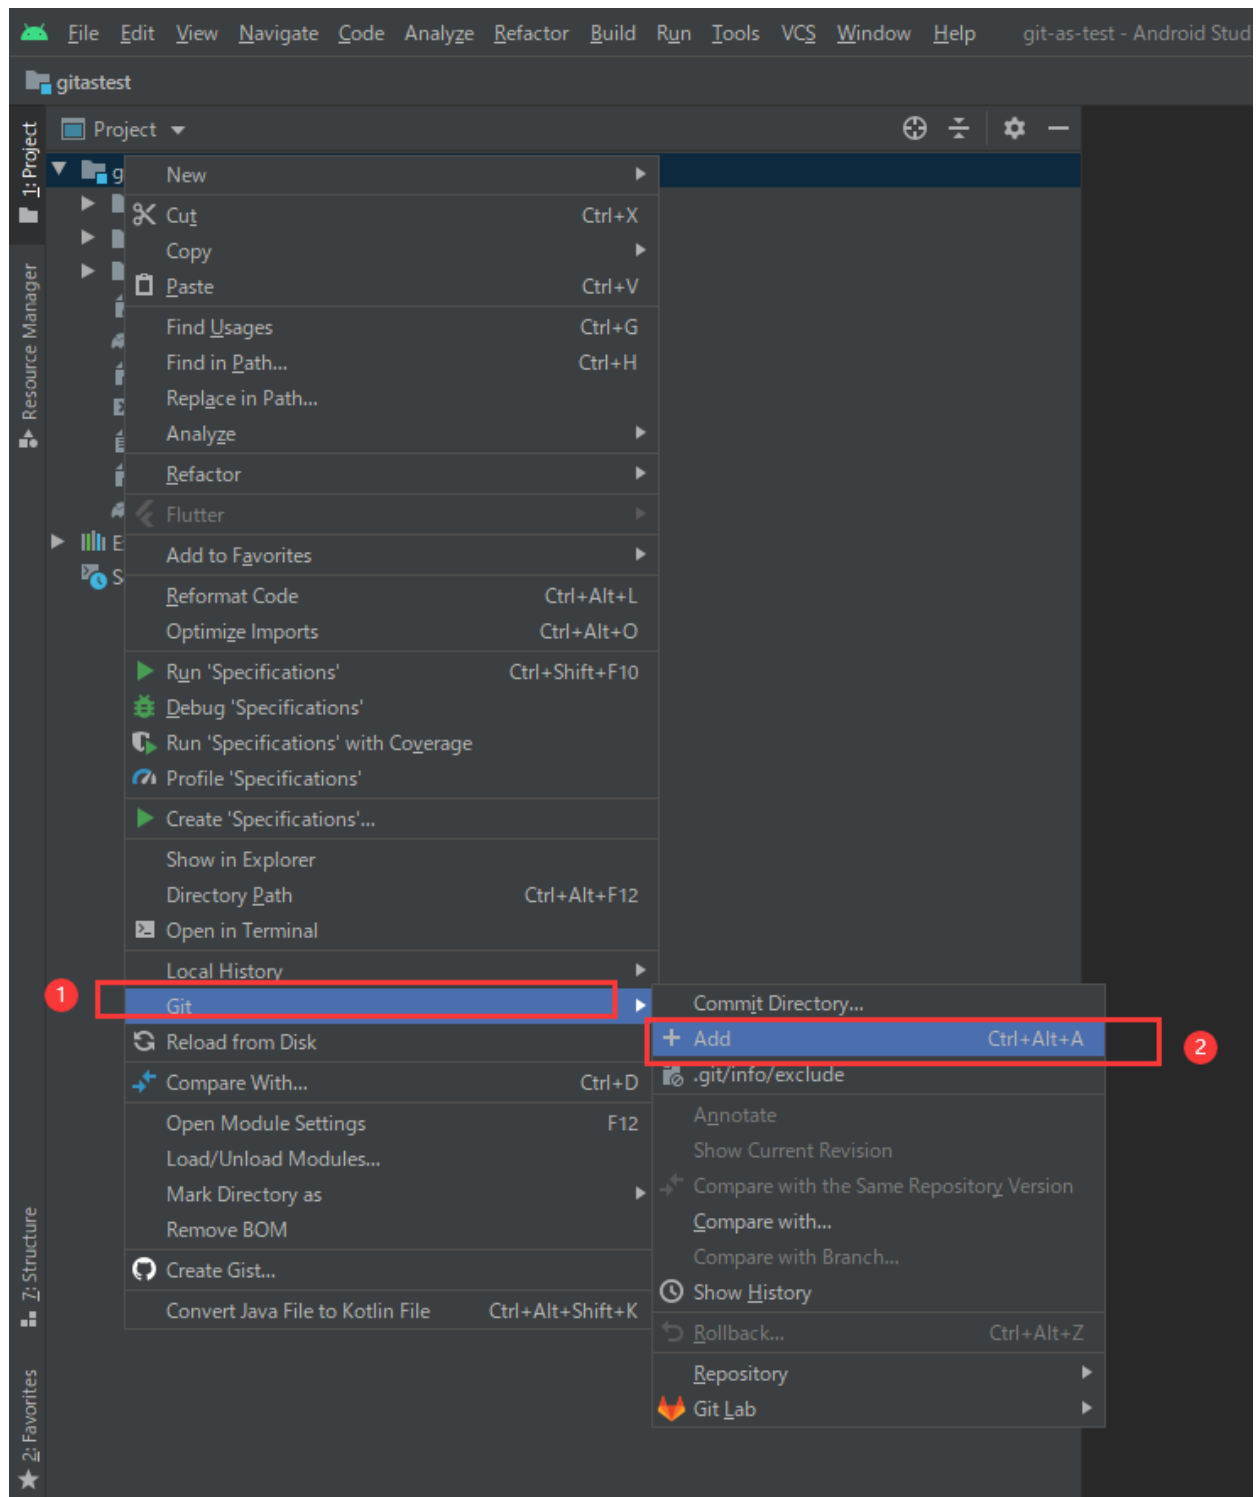 File Edit View Navigate Code Analyze Refactor Build Run Tools VCS Window Help git-as-test - Android Stud
gitastest
Project
1: Project
Resource Manager
7: Structure
2: Favorites
g
E
S
New
Cut Ctrl+X
Copy
Paste Ctrl+V
Find Usages Ctrl+G
Find in Path... Ctrl+H
Replace in Path...
Analyze
Refactor
Flutter
Add to Favorites
Reformat Code Ctrl+Alt+L
Optimize Imports Ctrl+Alt+O
Run 'Specifications' Ctrl+Shift+F10
Debug 'Specifications'
Run 'Specifications' with Coverage
Profile 'Specifications'
Create 'Specifications'...
Show in Explorer
Directory Path Ctrl+Alt+F12
Open in Terminal
Local History
1
Git
Reload from Disk
Compare With... Ctrl+D
Open Module Settings F12
Load/Unload Modules...
Mark Directory as
Remove BOM
Create Gist...
Convert Java File to Kotlin File Ctrl+Alt+Shift+K
Commit Directory...
Add Ctrl+Alt+A
2
.git/info/exclude
Annotate
Show Current Revision
Compare with the Same Repository Version
Compare with...
Compare with Branch...
Show History
Rollback... Ctrl+Alt+Z
Repository
Git Lab